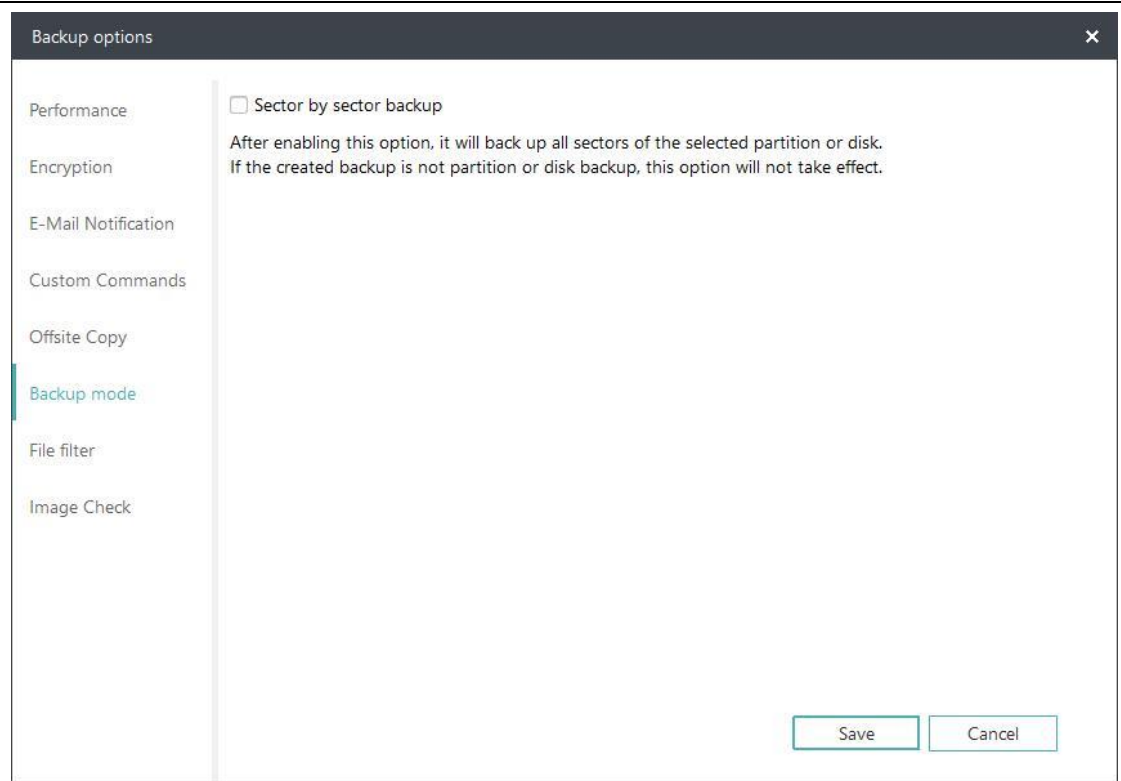 Backup options
Performance
Encryption
E-Mail Notification
Custom Commands
Offsite Copy
Backup mode
File filter
Image Check
Sector by sector backup
After enabling this option, it will back up all sectors of the selected partition or disk.
If the created backup is not partition or disk backup, this option will not take effect.
Save
Cancel